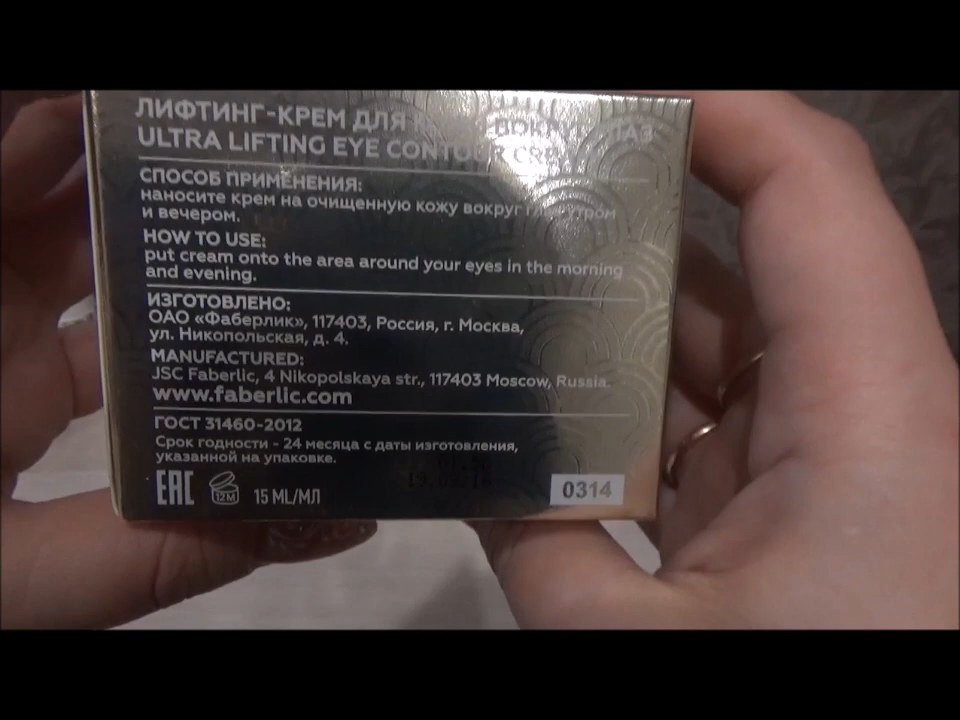 ЛИФТИНГ-КРЕМ ДЛЯ
ULTRA LIFTING EYE CONTOUR
СПОСОБ ПРИМЕНЕНИЯ:
наносите крем на очищенную кожу вокруг глаз утром
и вечером.
HOW TO USE:
put cream onto the area around your eyes in the morning
and evening.
ИЗГОТОВЛЕНО:
ОАО «Фаберлик», 117403, Россия, г. Москва,
ул. Никопольская, д. 4.
MANUFACTURED:
JSC Faberlic, 4 Nikopolskaya str., 117403 Moscow, Russia.
www.faberlic.com
ГОСТ 31460-2012
Срок годности - 24 месяца с даты изготовления,
указанной на упаковке.
EAC 12M 15 ML/МЛ 0314